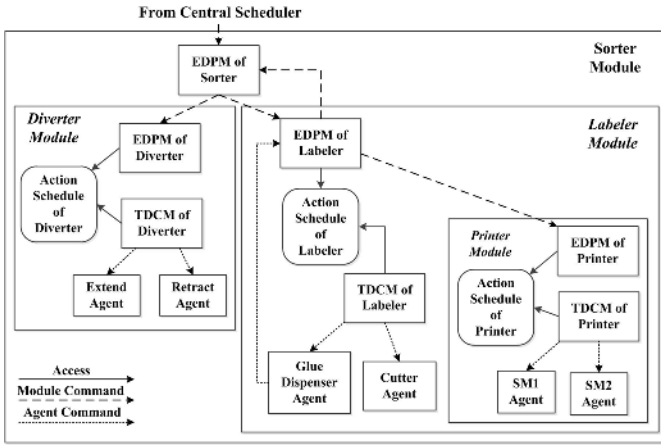 From Central Scheduler
EDPM of
Sorter
Sorter
Module
Diverter
Module
EDPM of
Diverter
Action
Schedule
of
Diverter
TDCM of
Diverter
Extend
Agent
Retract
Agent
EDPM of
Labeler
Labeler
Module
Action
Schedule
of
Labeler
TDCM of
Labeler
Glue
Dispenser
Agent
Cutter
Agent
Printer
Module
EDPM of
Printer
Action
Schedule
of
Printer
TDCM of
Printer
SM1
Agent
SM2
Agent
Access
Module Command
Agent Command